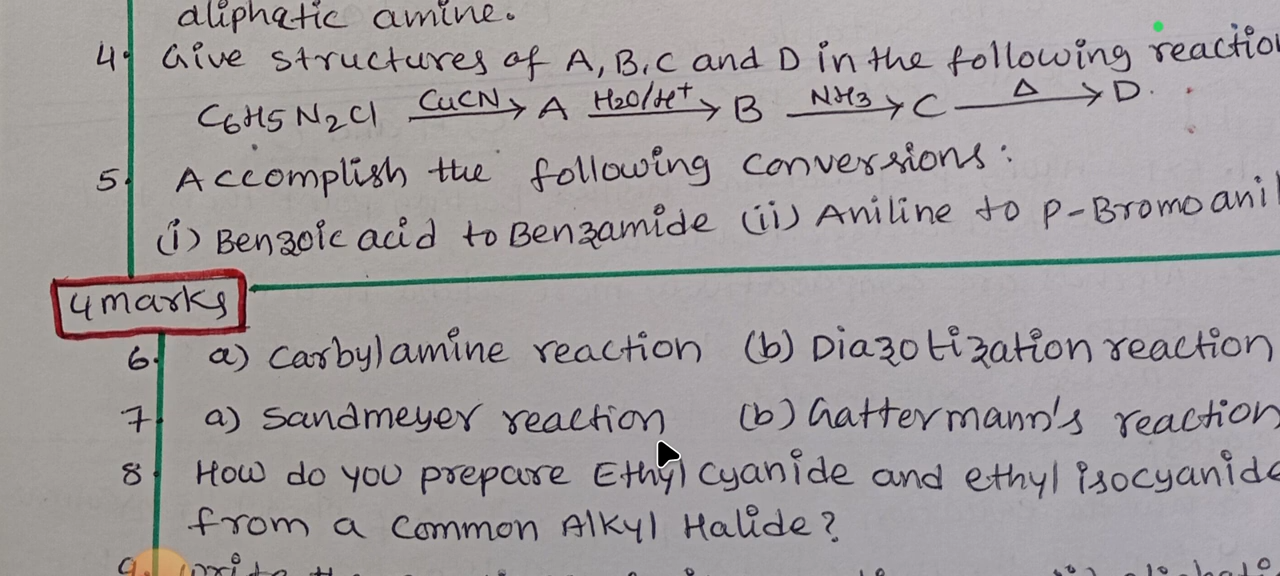 aliphatic amine.
4. Give structures of A, B, C and D in the following reactio
C6H5N2Cl CuCN→ A H2O/H+→ B NH3→ C Δ→ D.
5. Accomplish the following conversions:
(i) Benzoic acid to Benzamide (ii) Aniline to p-Bromoanil
4marks
6. a) Carbylamine reaction (b) Diazotization reaction
7. a) Sandmeyer reaction (b) Gattermann's reaction
8. How do you prepare Ethyl cyanide and ethyl isocyanide
from a Common Alkyl Halide?
9.